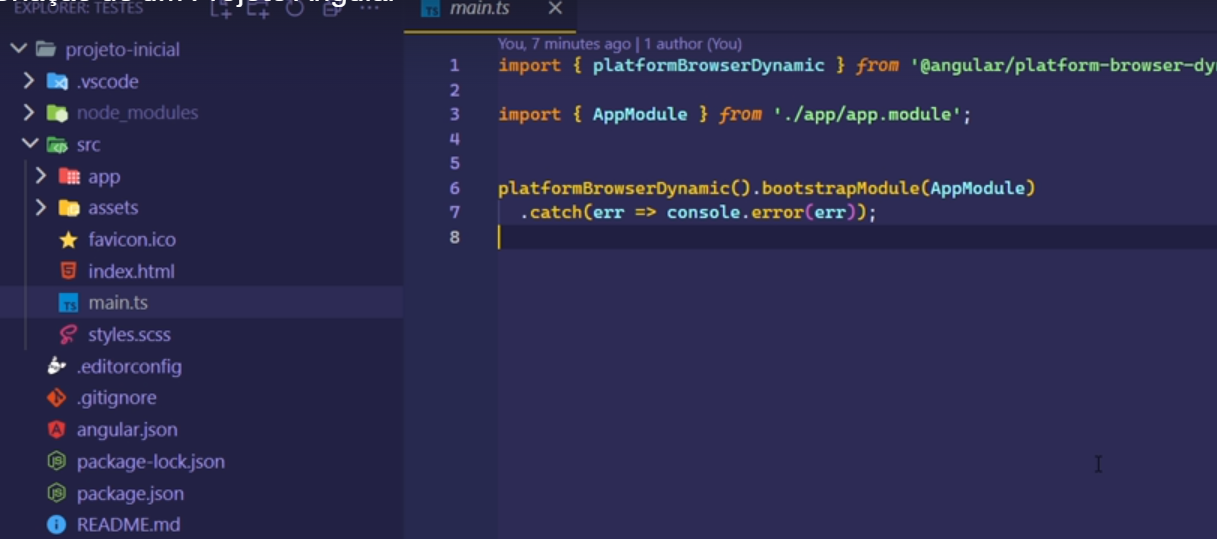 EXPLORER: TESTES
projeto-inicial
.vscode
node_modules
src
app
assets
favicon.ico
index.html
main.ts
styles.scss
.editorconfig
.gitignore
angular.json
package-lock.json
package.json
README.md
main.ts
You, 7 minutes ago | 1 author (You)
1 import { platformBrowserDynamic } from '@angular/platform-browser-dy
2
3 import { AppModule } from './app/app.module';
4
5
6 platformBrowserDynamic().bootstrapModule(AppModule)
7 .catch(err => console.error(err));
8